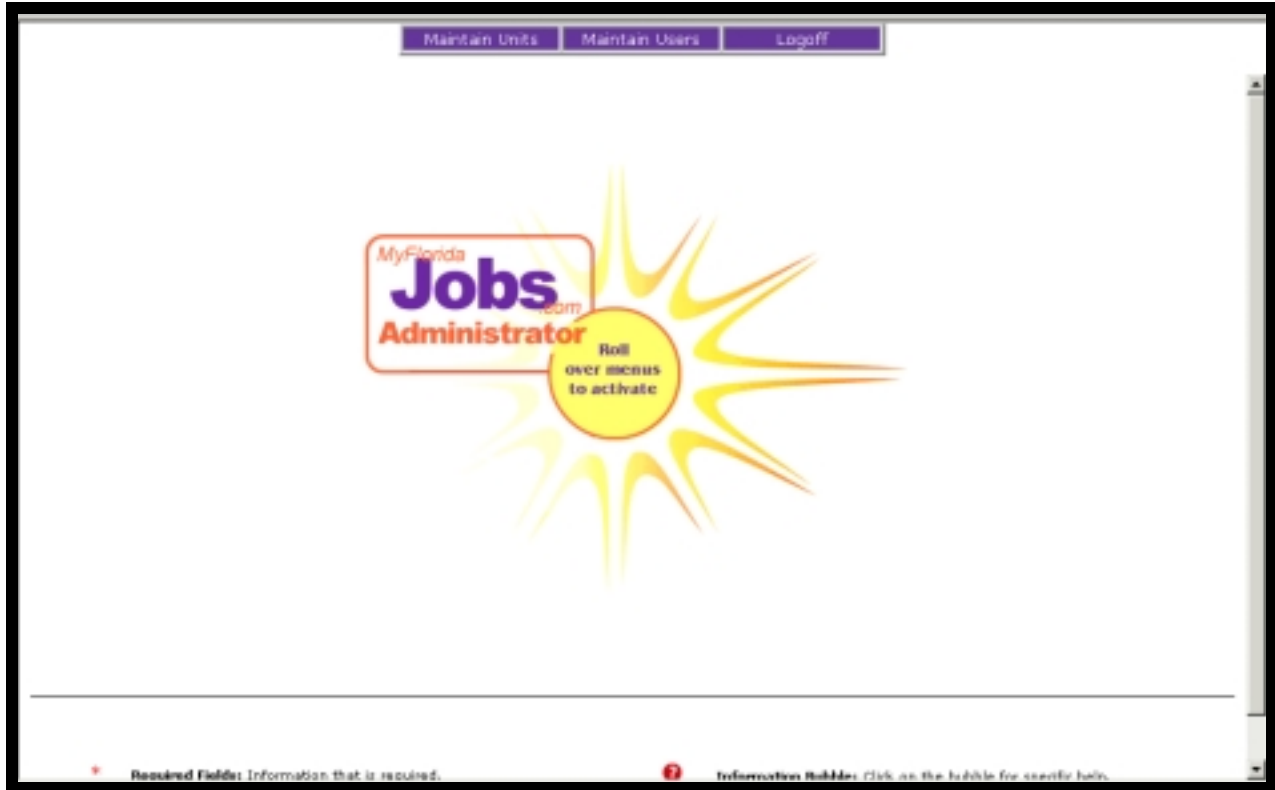 Maintain Units Maintain Users Logoff
MyFlorida
Jobs
.com
Administrator
Roll
over menus
to activate
* Required Fields: Information that is required.
? Information Bubble: Click on the bubble for specific help.